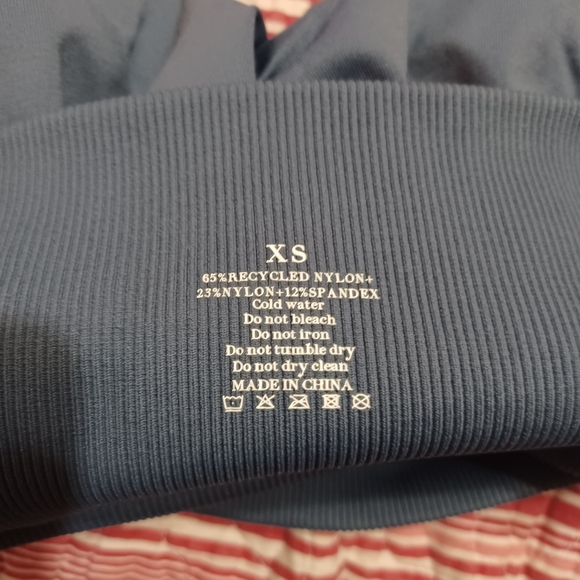 XS
65%RECYCLED NYLON+
23%NYLON+12%SPANDEX
Cold water
Do not bleach
Do not iron
Do not tumble dry
Do not dry clean
MADE IN CHINA